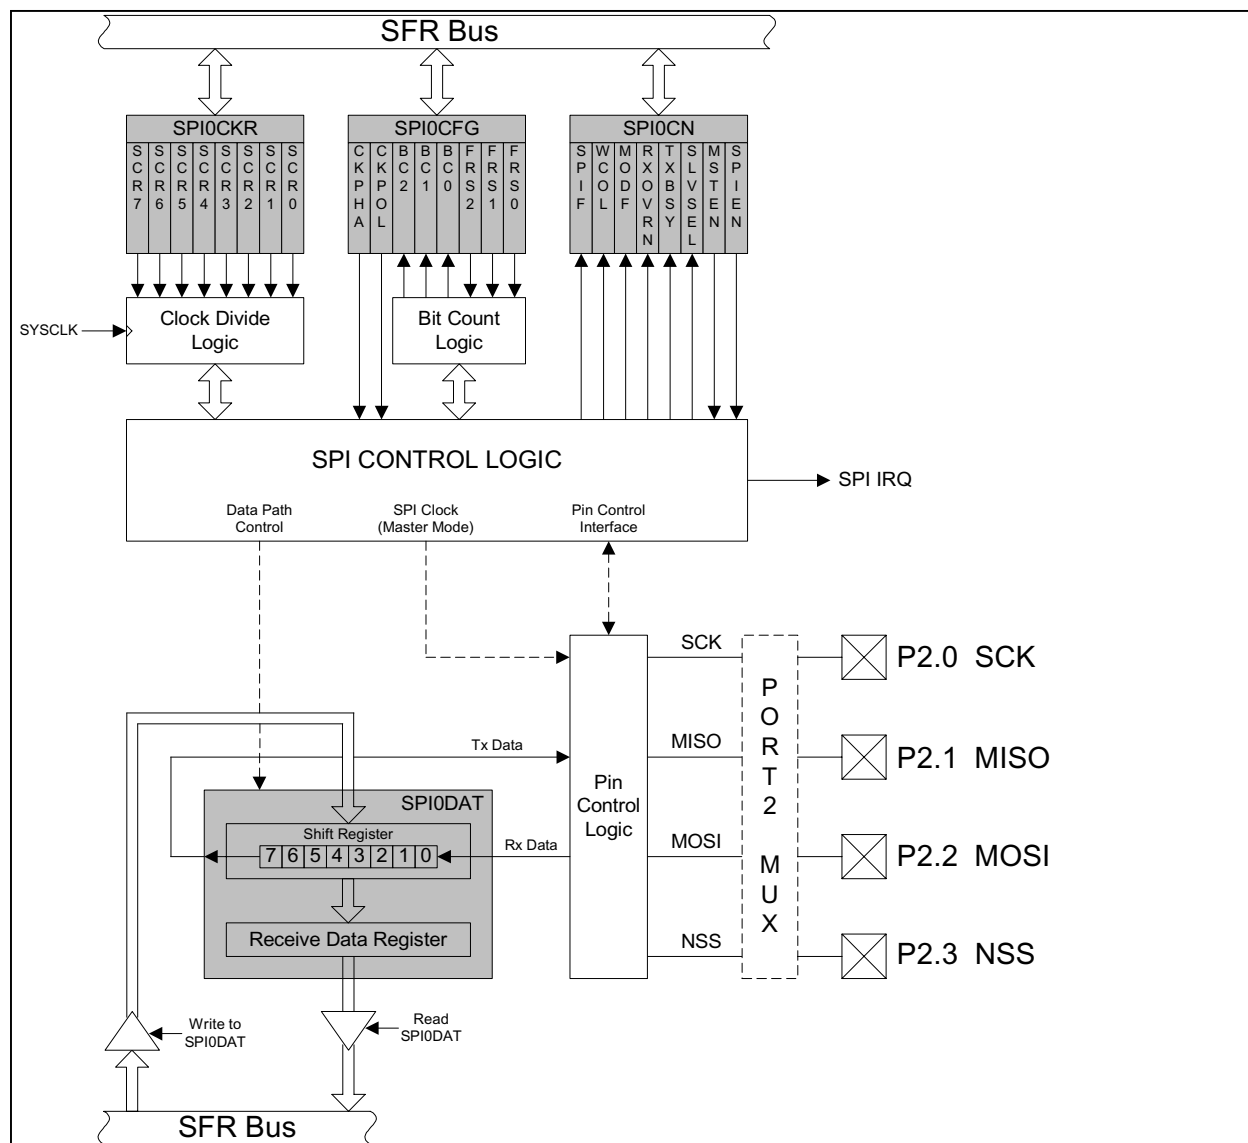 SFR Bus
SPI0CKR
SCR7
SCR6
SCR5
SCR4
SCR3
SCR2
SCR1
SCR0
SPI0CFG
CKPHA
CKPOL
BC2
BC1
BC0
FRS2
FRS1
FRS0
SPI0CN
SPIF
WCOL
MODF
RXOVRN
TXBSY
SLVSEL
MSTEN
SPIEN
SYSCLK
Clock Divide
Logic
Bit Count
Logic
SPI CONTROL LOGIC
SPI IRQ
Data Path
Control
SPI Clock
(Master Mode)
Pin Control
Interface
SCK
P2.0 SCK
Tx Data
MISO
P2.1 MISO
Pin
Control
Logic
PORT2
MUX
SPI0DAT
Shift Register
7 6 5 4 3 2 1 0
Rx Data
MOSI
P2.2 MOSI
Receive Data Register
NSS
P2.3 NSS
Write to
SPI0DAT
Read
SPI0DAT
SFR Bus